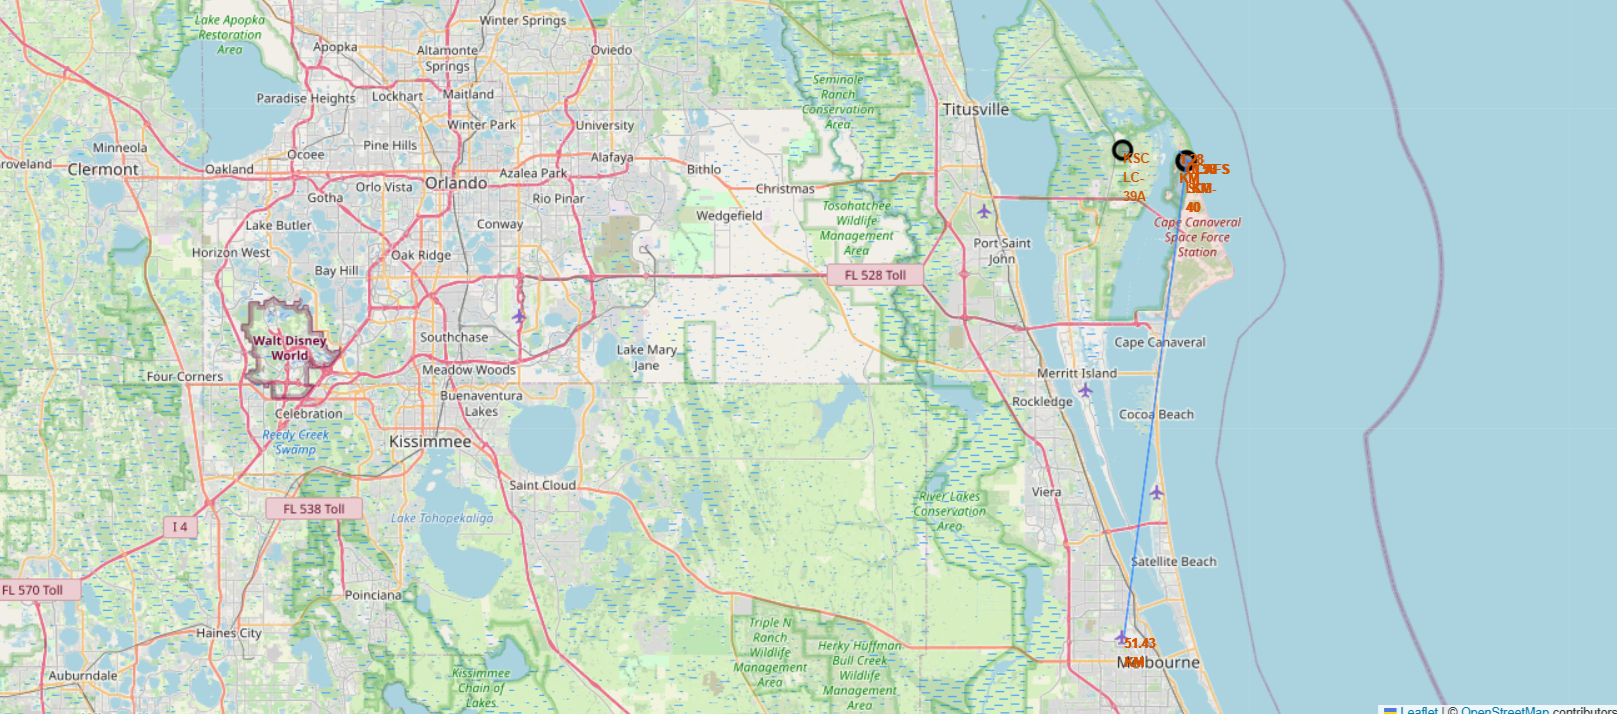 Lake Apopka
Restoration
Area
Winter Springs
Apopka
Altamonte
Springs
Oviedo
Paradise Heights
Lockhart
Maitland
Seminole
Ranch
Conservation
Area
Titusville
Winter Park
University
Minneola
Pine Hills
Groveland
Clermont
Ocoee
Oakland
Alafaya
Azalea Park
Bithlo
Orlo Vista
Orlando
Christmas
KSC
LC-
39A
KM
40
Gotha
Rio Pinar
Wedgefield
Tosohatchee
Wildlife
Management
Area
Lake Butler
Conway
Cape Canaveral
Space Force
Station
Horizon West
Oak Ridge
Port Saint
John
Bay Hill
FL 528 Toll
Walt Disney
World
Southchase
Lake Mary
Jane
Cape Canaveral
Four Corners
Meadow Woods
Merritt Island
Buenaventura
Lakes
Celebration
Rockledge
Cocoa Beach
Reedy Creek
Swamp
Kissimmee
Saint Cloud
Viera
River Lakes
Conservation
Area
FL 538 Toll
I 4
Lake Tohopekaliga
Satellite Beach
FL 570 Toll
Poinciana
Haines City
Triple N
Ranch
Wildlife
Management
Area
Herky Huffman
Bull Creek
Wildlife
Management
Area
51.43
KM
Melbourne
Auburndale
Kissimmee
Chain of
Lakes
Leaflet | © OpenStreetMap contributors